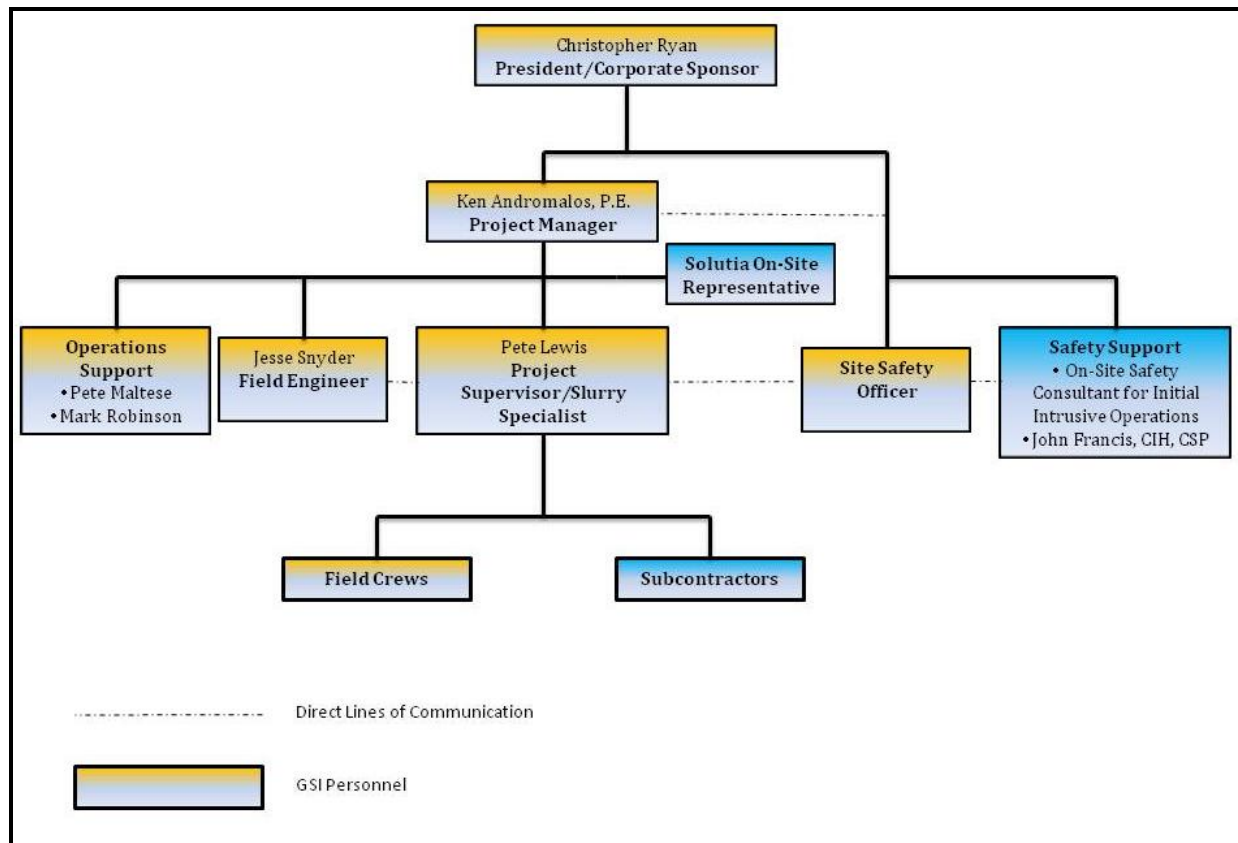 Christopher Ryan
President/Corporate Sponsor
Ken Andromalos, P.E.
Project Manager
Solutia On-Site
Representative
Operations
Support
• Pete Maltese
• Mark Robinson
Jesse Snyder
Field Engineer
Pete Lewis
Project
Supervisor/Slurry
Specialist
Site Safety
Officer
Safety Support
• On-Site Safety
Consultant for Initial
Intrusive Operations
• John Francis, CIH, CSP
Field Crews
Subcontractors
Direct Lines of Communication
GSI Personnel